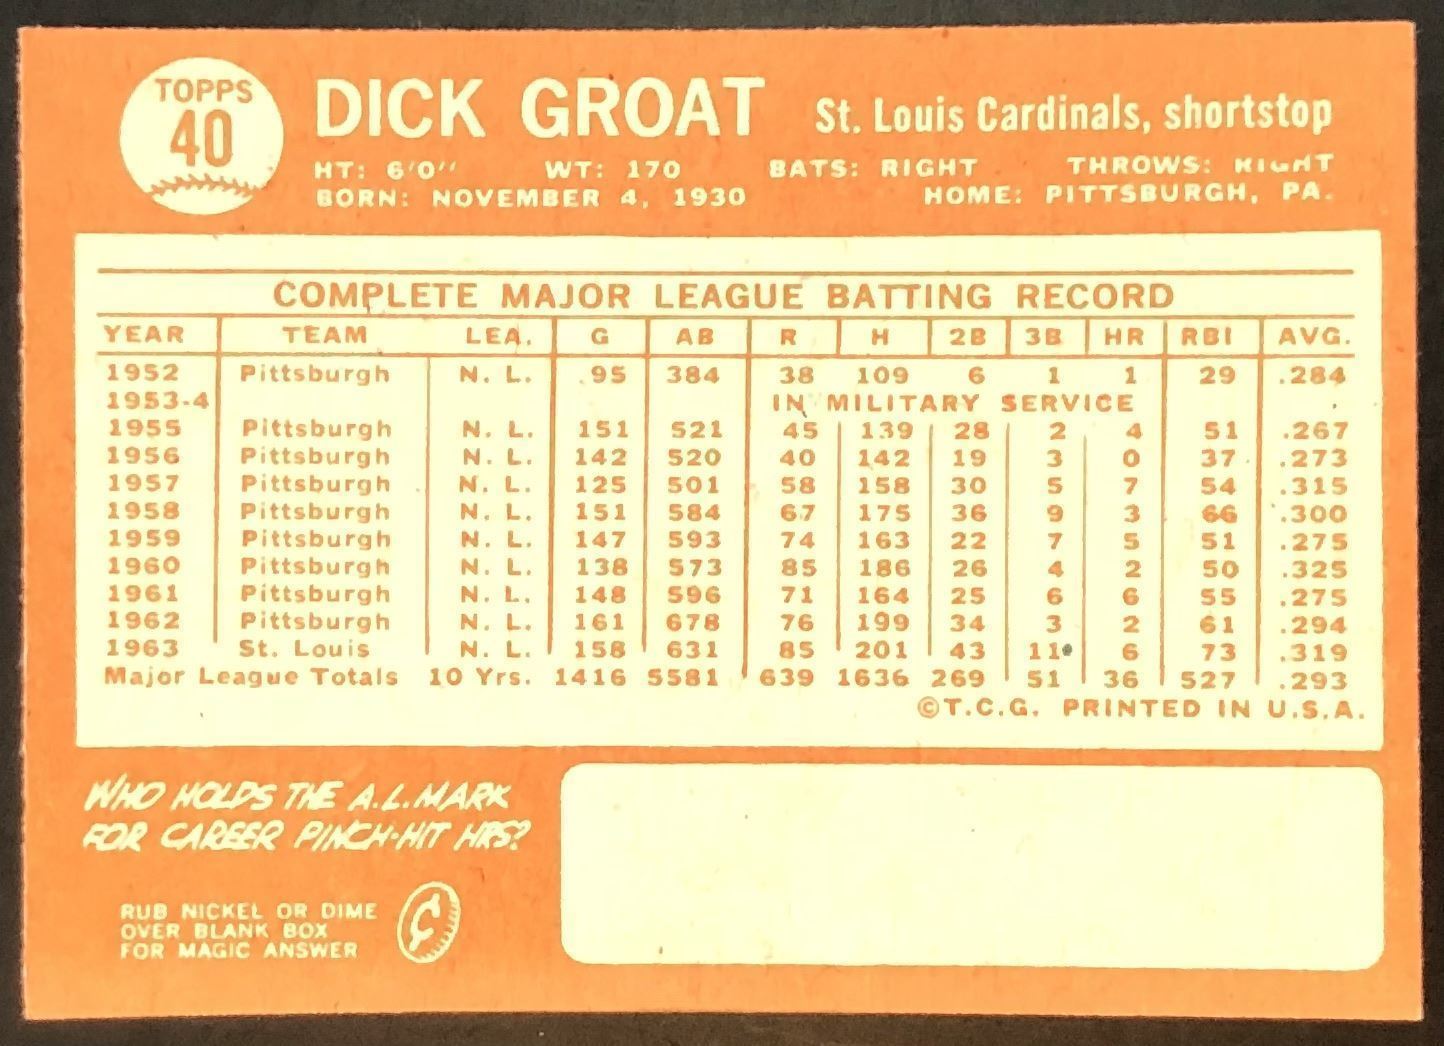 TOPPS
40
DICK GROAT St. Louis Cardinals, shortstop
HT: 6'0" WT: 170 BATS: RIGHT THROWS: RIGHT
BORN: NOVEMBER 4, 1930 HOME: PITTSBURGH, PA.
COMPLETE MAJOR LEAGUE BATTING RECORD
YEAR TEAM LEA. G AB R H 2B 3B HR RBI AVG.
1952 Pittsburgh N. L. 95 384 38 109 6 1 1 29 .284
1953-4 IN MILITARY SERVICE
1955 Pittsburgh N. L. 151 521 45 139 28 2 4 51 .267
1956 Pittsburgh N. L. 142 520 40 142 19 3 0 37 .273
1957 Pittsburgh N. L. 125 501 58 158 30 5 7 54 .315
1958 Pittsburgh N. L. 151 584 67 175 36 9 3 66 .300
1959 Pittsburgh N. L. 147 593 74 163 22 7 5 51 .275
1960 Pittsburgh N. L. 138 573 85 186 26 4 2 50 .325
1961 Pittsburgh N. L. 148 596 71 164 25 6 6 55 .275
1962 Pittsburgh N. L. 161 678 76 199 34 3 2 61 .294
1963 St. Louis N. L. 158 631 85 201 43 11 6 73 .319
Major League Totals 10 Yrs. 1416 5581 639 1636 269 51 36 527 .293
©T.C.G. PRINTED IN U.S.A.
WHO HOLDS THE A.L. MARK
FOR CAREER PINCH-HIT HRS?
RUB NICKEL OR DIME
OVER BLANK BOX
FOR MAGIC ANSWER
¢